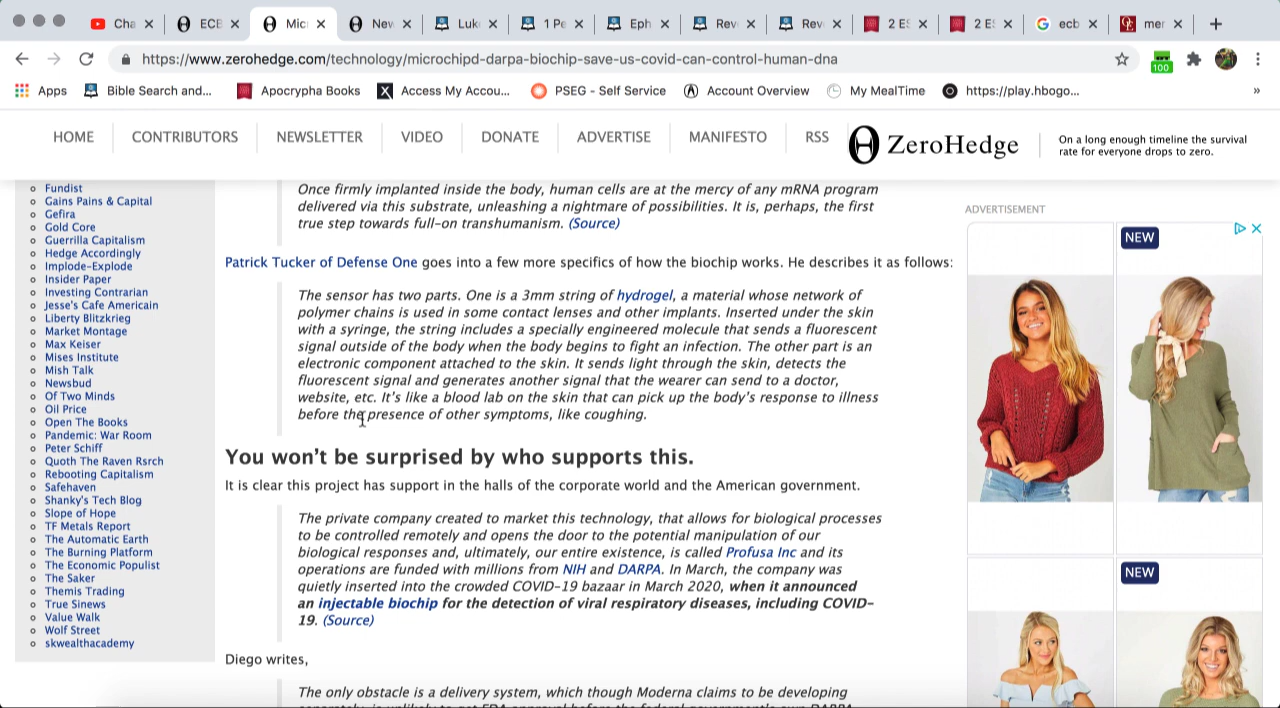 Cha
ECB
Mic
Nev
Luk
1 Pe
Eph
Rev
Rev
2 ES
2 ES
ecb
mer
https://www.zerohedge.com/technology/microchipd-darpa-biochip-save-us-covid-can-control-human-dna
100
Apps
Bible Search and...
Apocrypha Books
Access My Accou...
PSEG - Self Service
Account Overview
My MealTime
https://play.hbogo...
»
HOME
CONTRIBUTORS
NEWSLETTER
VIDEO
DONATE
ADVERTISE
MANIFESTO
RSS
ZeroHedge
On a long enough timeline the survival
rate for everyone drops to zero.
Fundist
Gains Pains & Capital
Gefira
Gold Core
Guerrilla Capitalism
Hedge Accordingly
Implode-Explode
Insider Paper
Investing Contrarian
Jesse's Cafe Americain
Liberty Blitzkrieg
Market Montage
Max Keiser
Mises Institute
Mish Talk
Newsbud
Of Two Minds
Oil Price
Open The Books
Pandemic: War Room
Peter Schiff
Quoth The Raven Rsrch
Rebooting Capitalism
Safehaven
Shanky's Tech Blog
Slope of Hope
TF Metals Report
The Automatic Earth
The Burning Platform
The Economic Populist
The Saker
Themis Trading
True Sinews
Value Walk
Wolf Street
skwealthacademy
Once firmly implanted inside the body, human cells are at the mercy of any mRNA program
delivered via this substrate, unleashing a nightmare of possibilities. It is, perhaps, the first
true step towards full-on transhumanism. (Source)
Patrick Tucker of Defense One goes into a few more specifics of how the biochip works. He describes it as follows:
The sensor has two parts. One is a 3mm string of hydrogel, a material whose network of
polymer chains is used in some contact lenses and other implants. Inserted under the skin
with a syringe, the string includes a specially engineered molecule that sends a fluorescent
signal outside of the body when the body begins to fight an infection. The other part is an
electronic component attached to the skin. It sends light through the skin, detects the
fluorescent signal and generates another signal that the wearer can send to a doctor,
website, etc. It's like a blood lab on the skin that can pick up the body's response to illness
before the presence of other symptoms, like coughing.
You won't be surprised by who supports this.
It is clear this project has support in the halls of the corporate world and the American government.
The private company created to market this technology, that allows for biological processes
to be controlled remotely and opens the door to the potential manipulation of our
biological responses and, ultimately, our entire existence, is called Profusa Inc and its
operations are funded with millions from NIH and DARPA. In March, the company was
quietly inserted into the crowded COVID-19 bazaar in March 2020, when it announced
an injectable biochip for the detection of viral respiratory diseases, including COVID-
19. (Source)
Diego writes,
The only obstacle is a delivery system, which though Moderna claims to be developing
ADVERTISEMENT
NEW
NEW